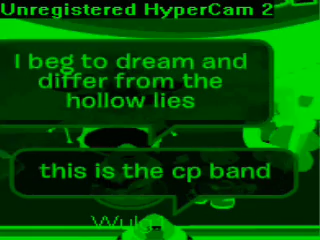 Unregistered HyperCam 2
I beg to dream and
differ from the
hollow lies
this is the cp band